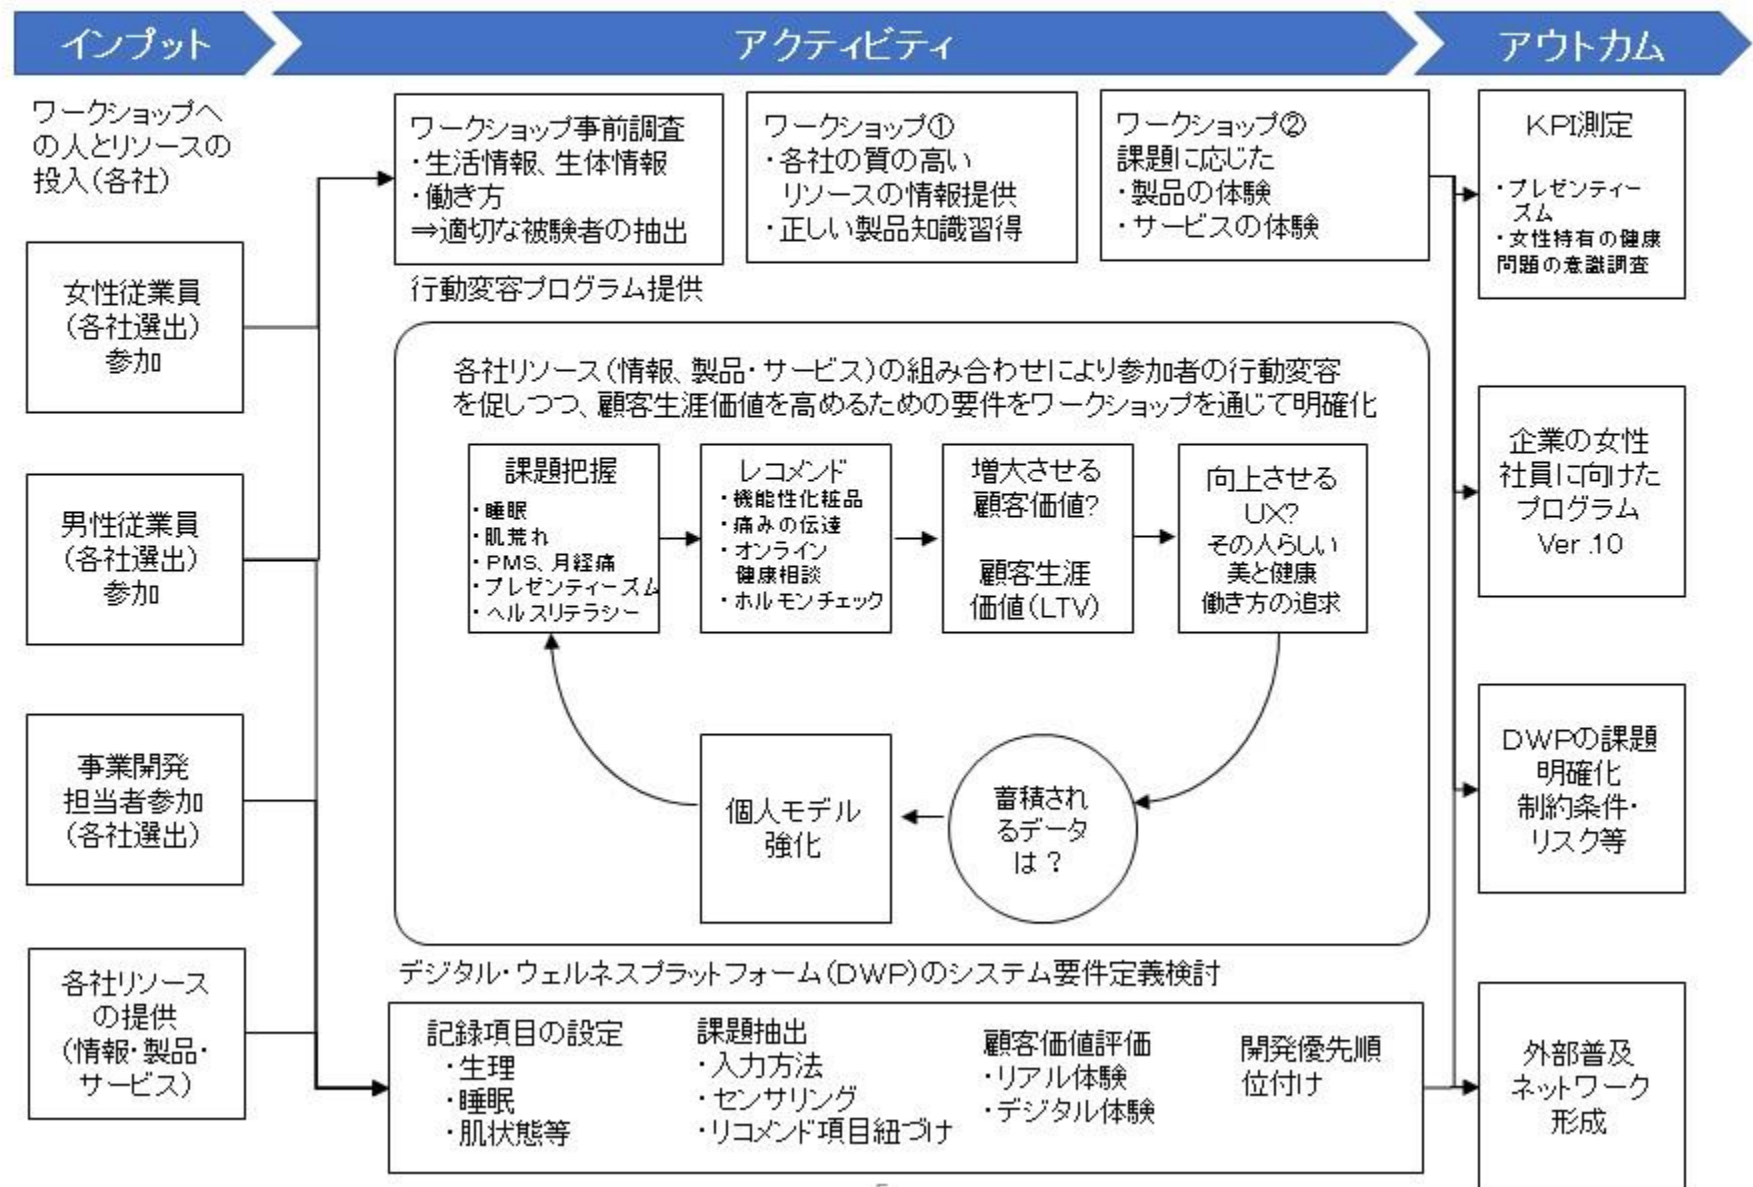 インプット
アクティビティ
アウトカム
ワークショップへ
の人とリソースの
投入(各社)
女性従業員
(各社選出)
参加
男性従業員
(各社選出)
参加
事業開発
担当者参加
(各社選出)
各社リソース
の提供
(情報・製品・
サービス)
ワークショップ事前調査
・生活情報、生体情報
・働き方
⇒適切な被験者の抽出
ワークショップ①
・各社の質の高い
リソースの情報提供
・正しい製品知識習得
ワークショップ②
課題に応じた
・製品の体験
・サービスの体験
行動変容プログラム提供
各社リソース(情報、製品・サービス)の組み合わせにより参加者の行動変容
を促しつつ、顧客生涯価値を高めるための要件をワークショップを通じて明確化
課題把握
・睡眠
・肌荒れ
・PMS、月経痛
・プレゼンティーズム
・ヘルスリテラシー
レコメンド
・機能性化粧品
・痛みの伝達
・オンライン
健康相談
・ホルモンチェック
増大させる
顧客価値?
顧客生涯
価値(LTV)
向上させる
UX?
その人らしい
美と健康
働き方の追求
蓄積され
るデータ
は?
個人モデル
強化
デジタル・ウェルネスプラットフォーム(DWP)のシステム要件定義検討
記録項目の設定
・生理
・睡眠
・肌状態等
課題抽出
・入力方法
・センサリング
・リコメンド項目紐づけ
顧客価値評価
・リアル体験
・デジタル体験
開発優先順
位付け
KPI測定
・プレゼンティー
ズム
・女性特有の健康
問題の意識調査
企業の女性
社員に向けた
プログラム
Ver .10
DWPの課題
明確化
制約条件・
リスク等
外部普及
ネットワーク
形成